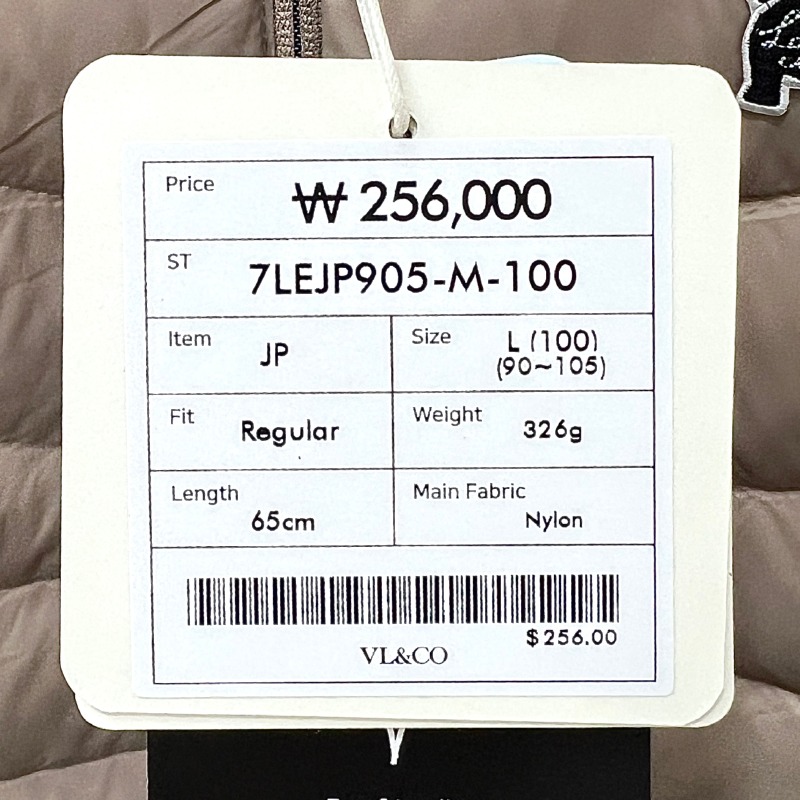 Price ₩ 256,000
ST 7LEJP905-M-100
Item JP
Size L (100)
(90~105)
Fit Regular
Weight 326g
Length 65cm
Main Fabric Nylon
$256.00
VL&CO